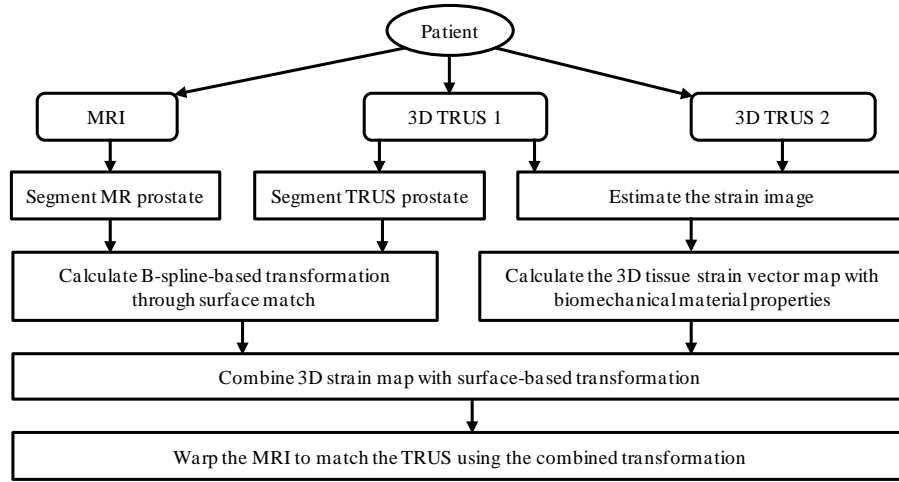 Patient
MRI
3D TRUS 1
3D TRUS 2
Segment MR prostate
Segment TRUS prostate
Estimate the strain image
Calculate B-spline-based transformation
through surface match
Calculate the 3D tissue strain vector map with
biomechanical material properties
Combine 3D strain map with surface-based transformation
Warp the MRI to match the TRUS using the combined transformation